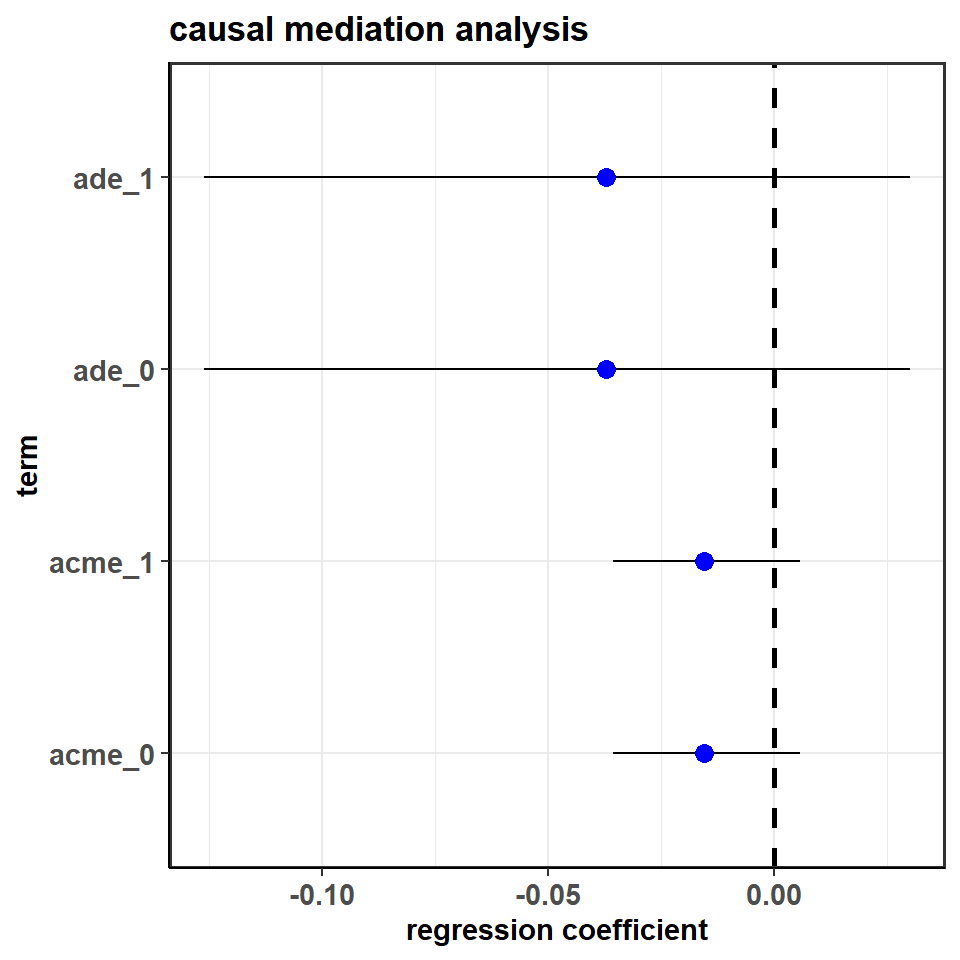 causal mediation analysis
ade_1
ade_0
acme_1
acme_0
term
-0.10
-0.05
0.00
regression coefficient